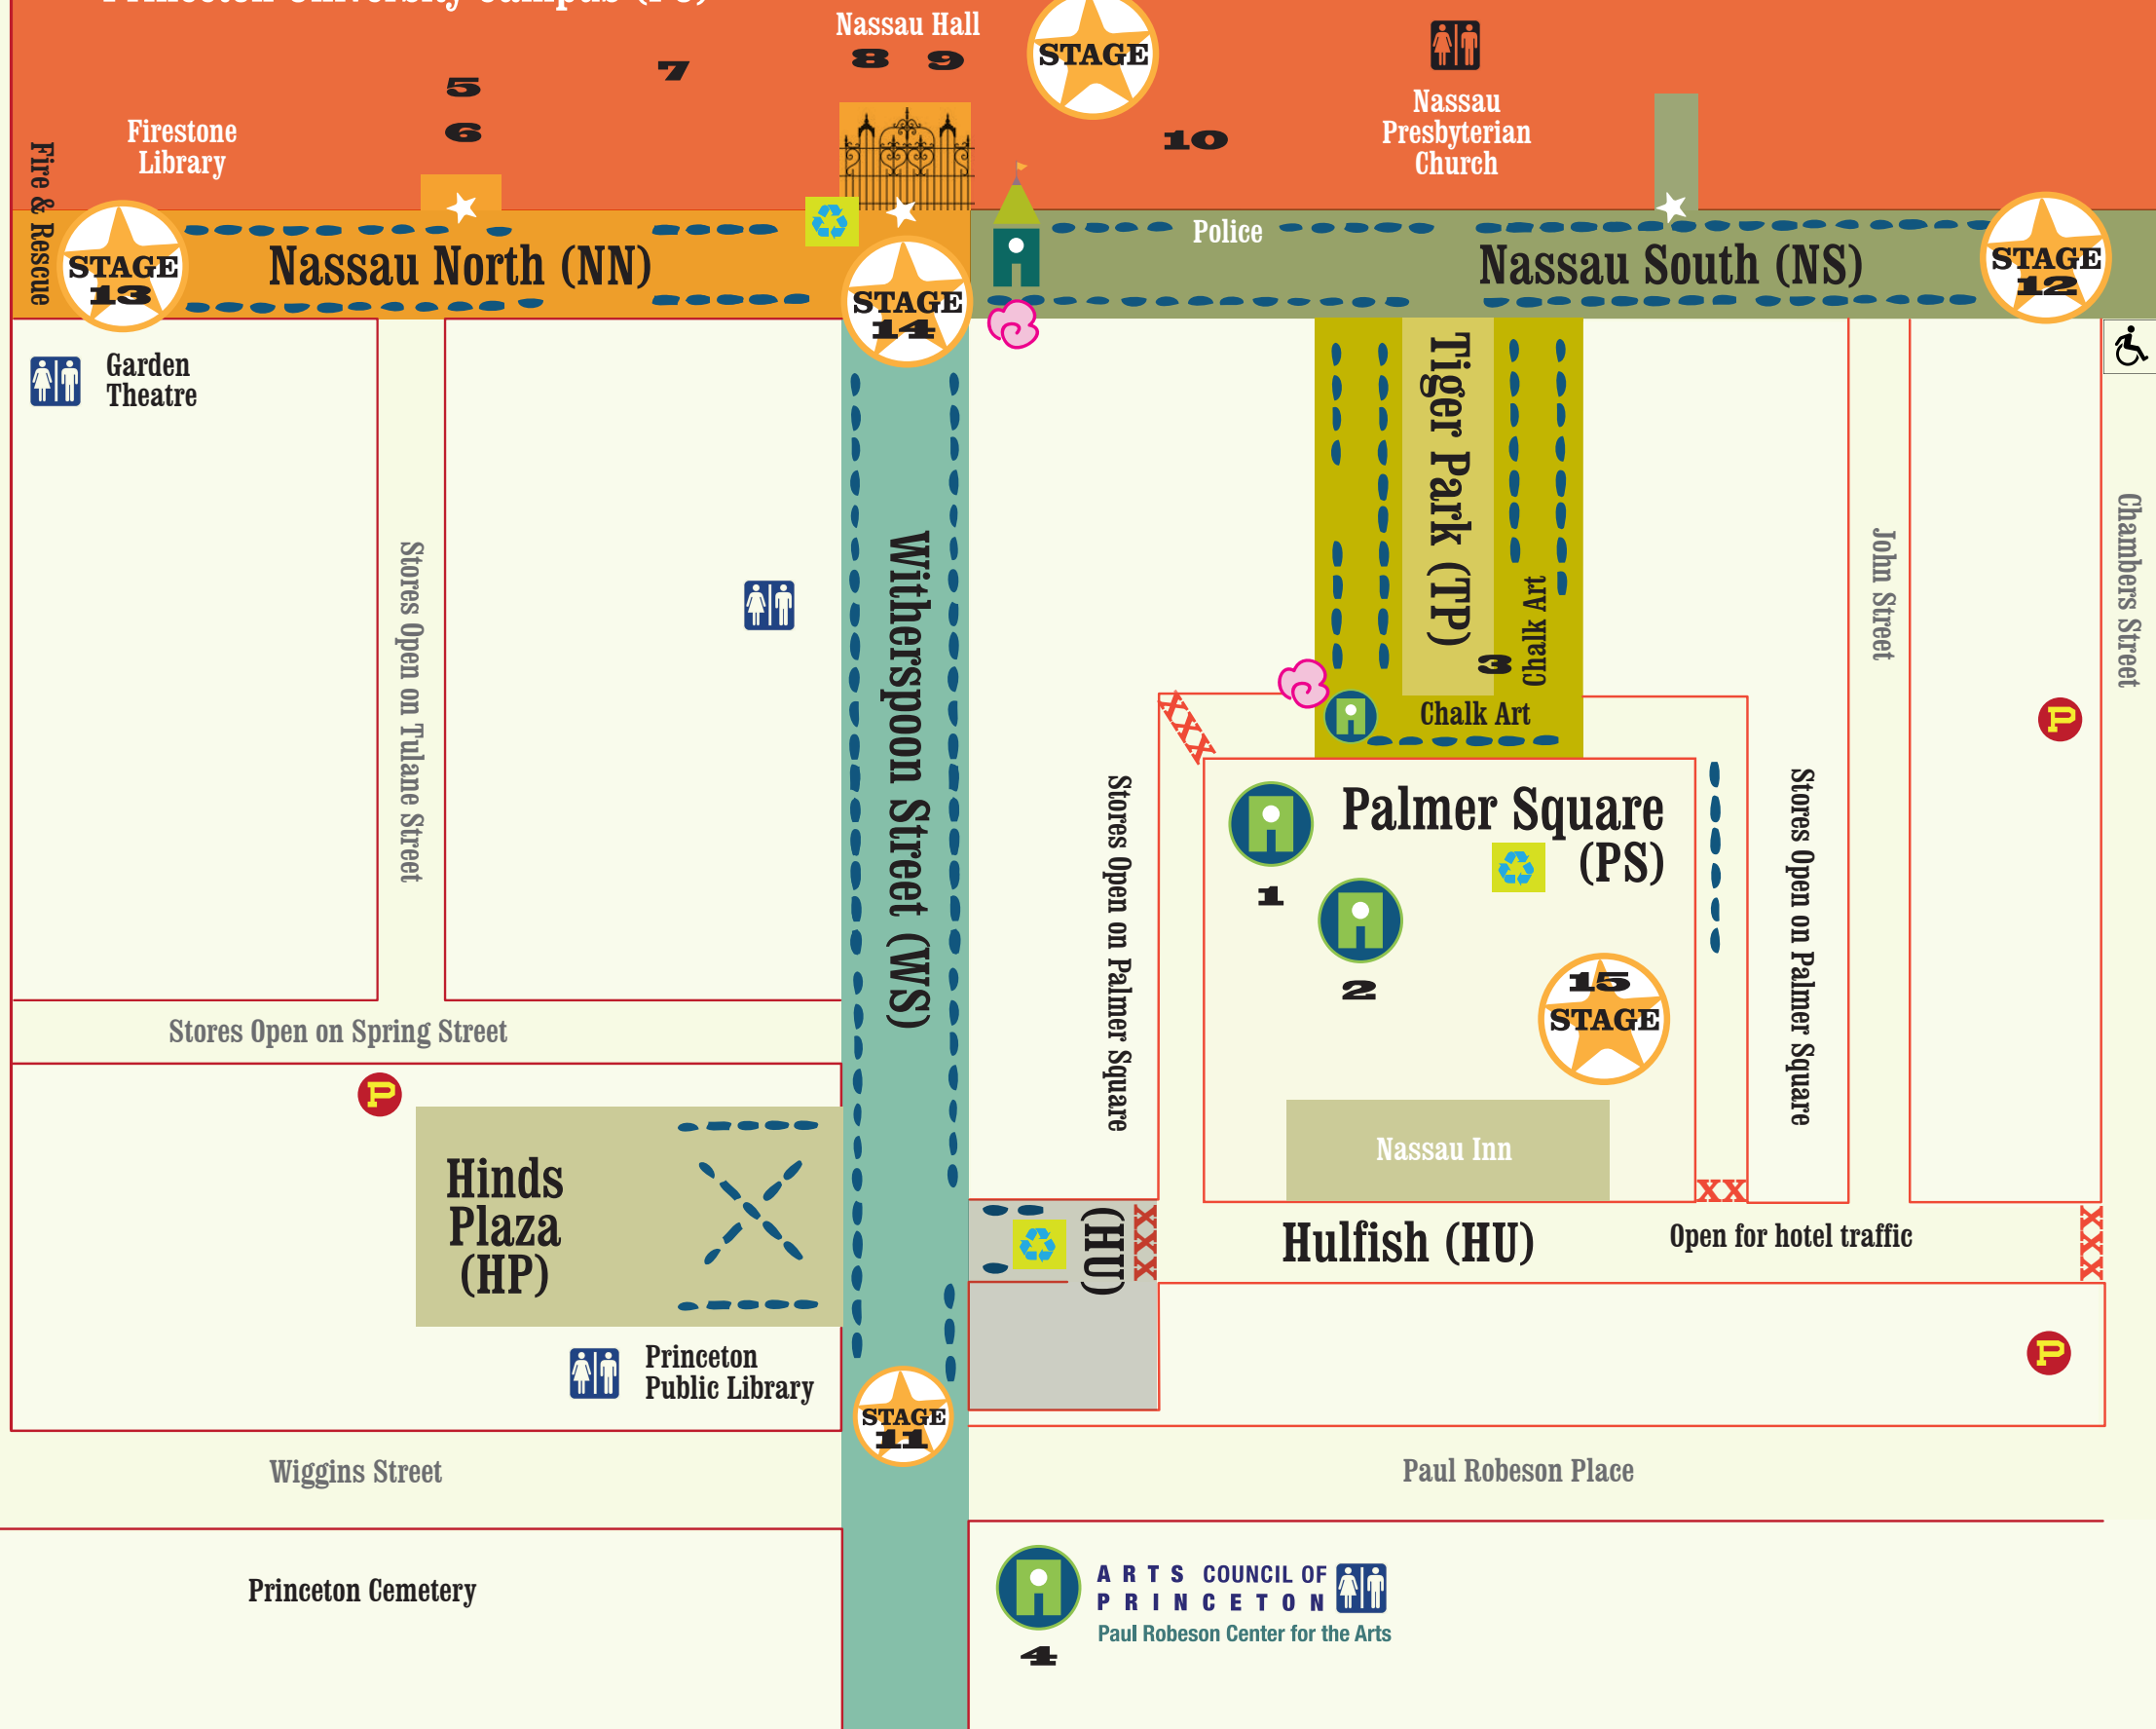 Princeton University Campus (PU)
Nassau Hall
8 9
STAGE
7
5
6
10
Firestone
Library
Nassau
Presbyterian
Church
Fire & Rescue
STAGE
13
Nassau North (NN)
STAGE
14
Police
Nassau South (NS)
STAGE
12
Garden
Theatre
Stores Open on Tulane Street
Witherspoon Street (WS)
Tiger Park (TP)
3
Chalk Art
Chalk Art
John Street
Chambers Street
P
Stores Open on Palmer Square
XXX
Palmer Square
(PS)
1
2
15
STAGE
Stores Open on Palmer Square
Nassau Inn
XX
Stores Open on Spring Street
P
Hinds
Plaza
(HP)
(HU)
XXX
Hulfish (HU)
Open for hotel traffic
XXX
P
Princeton
Public Library
STAGE
11
Wiggins Street
Paul Robeson Place
Princeton Cemetery
ARTS COUNCIL OF
PRINCETON
Paul Robeson Center for the Arts
4